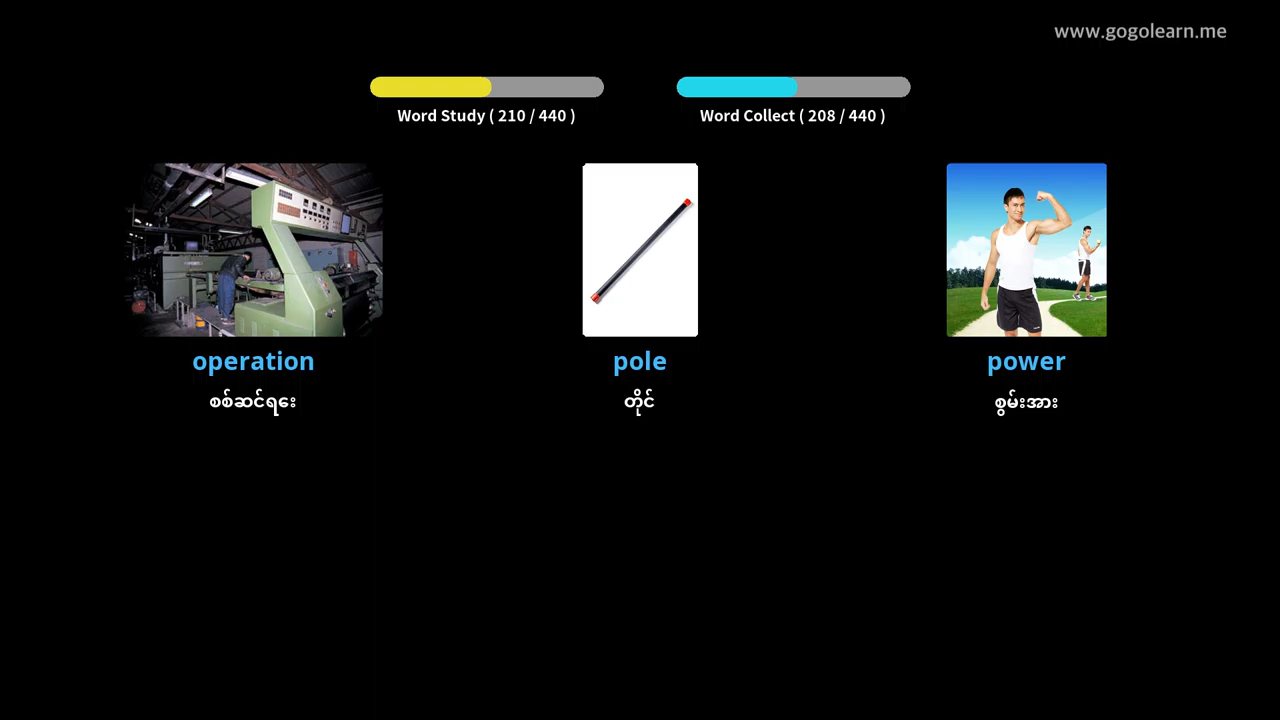 www.gogolearn.me
Word Study ( 210 / 440 )
Word Collect ( 208 / 440 )
operation
pole
power
စစ်ဆင်ရေး
တိုင်
စွမ်းအား